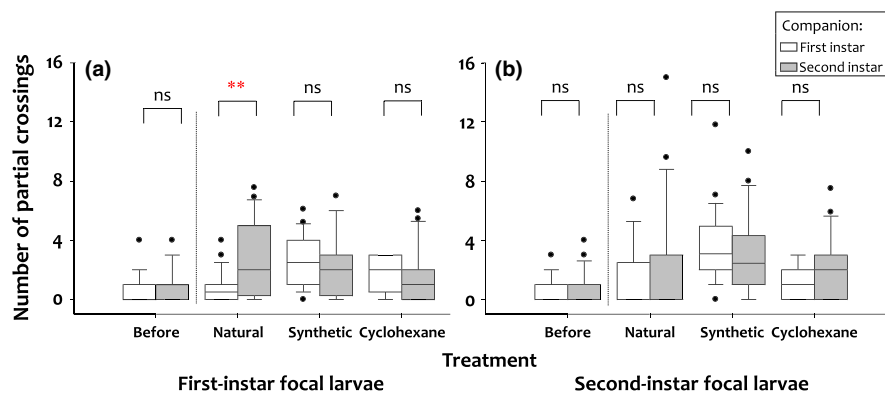 Companion:
First instar
Second instar
(a)
(b)
Number of partial crossings
16
12
8
4
0
ns
**
ns
ns
16
12
8
4
0
ns
ns
ns
ns
Before
Natural
Synthetic
Cyclohexane
Before
Natural
Synthetic
Cyclohexane
Treatment
First-instar focal larvae
Second-instar focal larvae